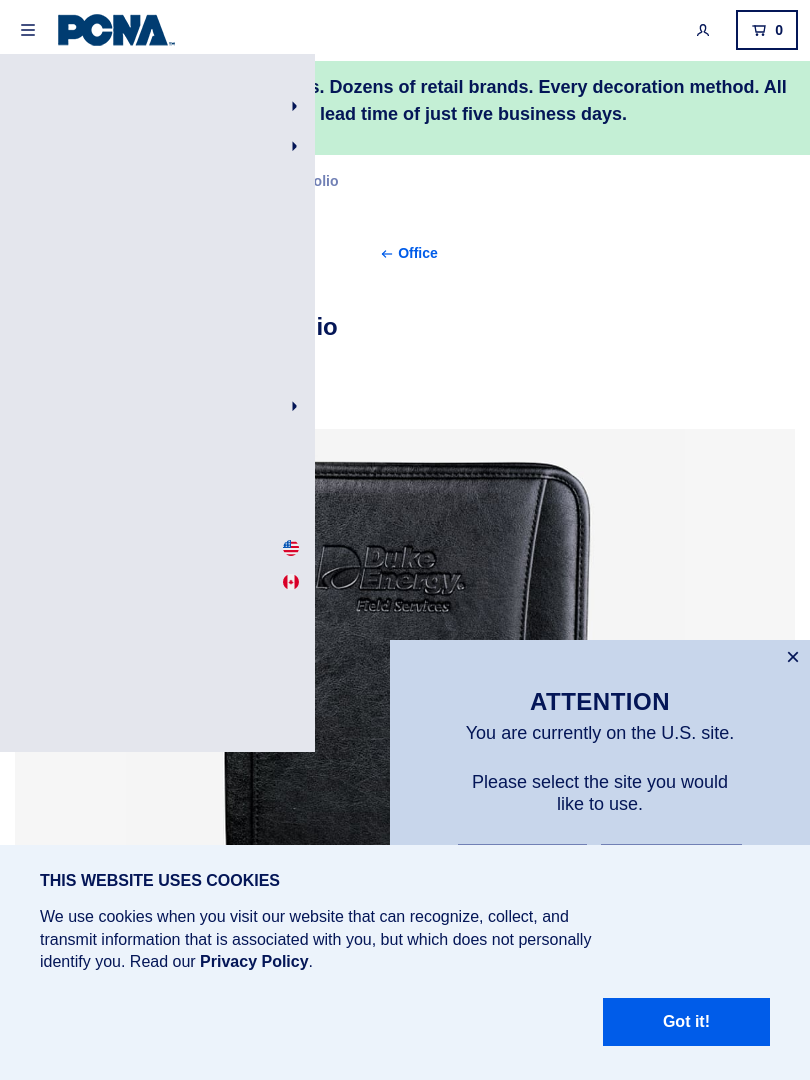 PCNA™
0
s. Dozens of retail brands. Every decoration method. All
lead time of just five business days.
olio
← Office
io
Duke
Energy®
Field Services
×
ATTENTION
You are currently on the U.S. site.
Please select the site you would
like to use.
THIS WEBSITE USES COOKIES
We use cookies when you visit our website that can recognize, collect, and
transmit information that is associated with you, but which does not personally
identify you. Read our Privacy Policy.
Got it!